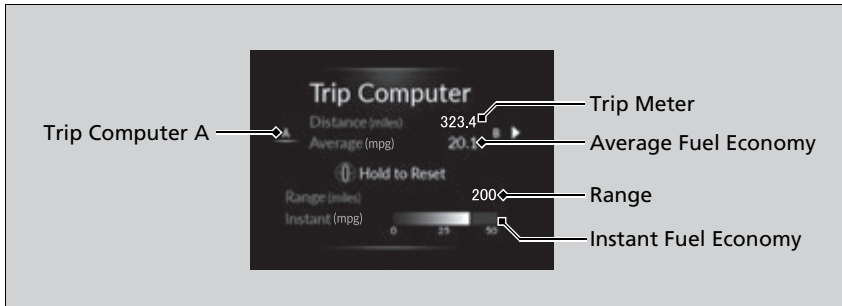 Trip Computer
Distance (miles) 323.4
A B
Average (mpg) 20.1
Hold to Reset
Range (miles) 200
Instant (mpg)
0 25 50
Trip Computer A
Trip Meter
Average Fuel Economy
Range
Instant Fuel Economy